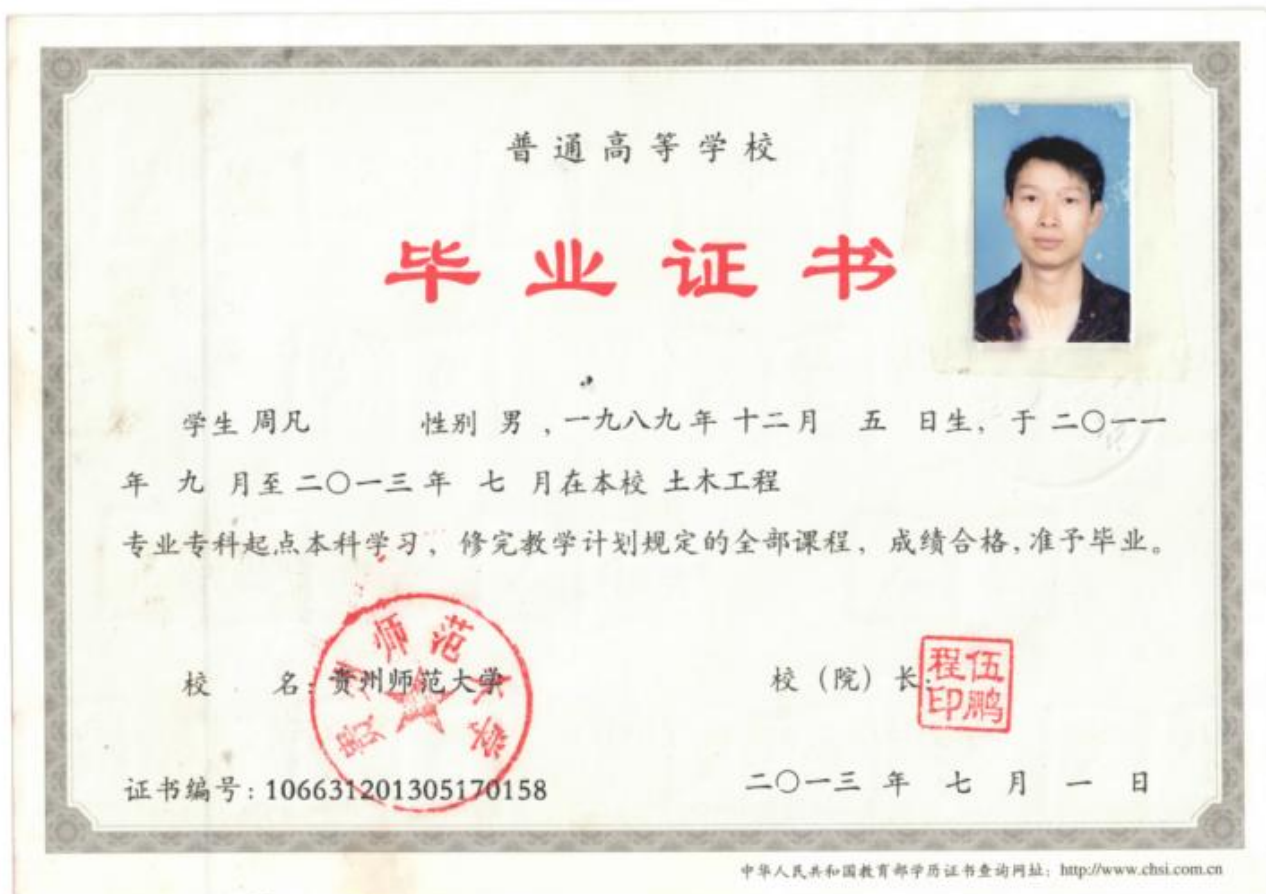 普通高等学校
毕业证书
学生 周凡 性别 男 , 一九八九 年 十二 月 五 日生, 于 二〇一一
年 九 月至 二〇一三 年 七 月在本校 土木工程
专业专科起点本科学习, 修完教学计划规定的全部课程, 成绩合格, 准予毕业。
贵州师范大学
校 名: 贵州师范大学
校（院）长:
伍鹏程印
证书编号: 106631201305170158
二〇一三 年 七 月 一 日
中华人民共和国教育部学历证书查询网址: http://www.chsi.com.cn